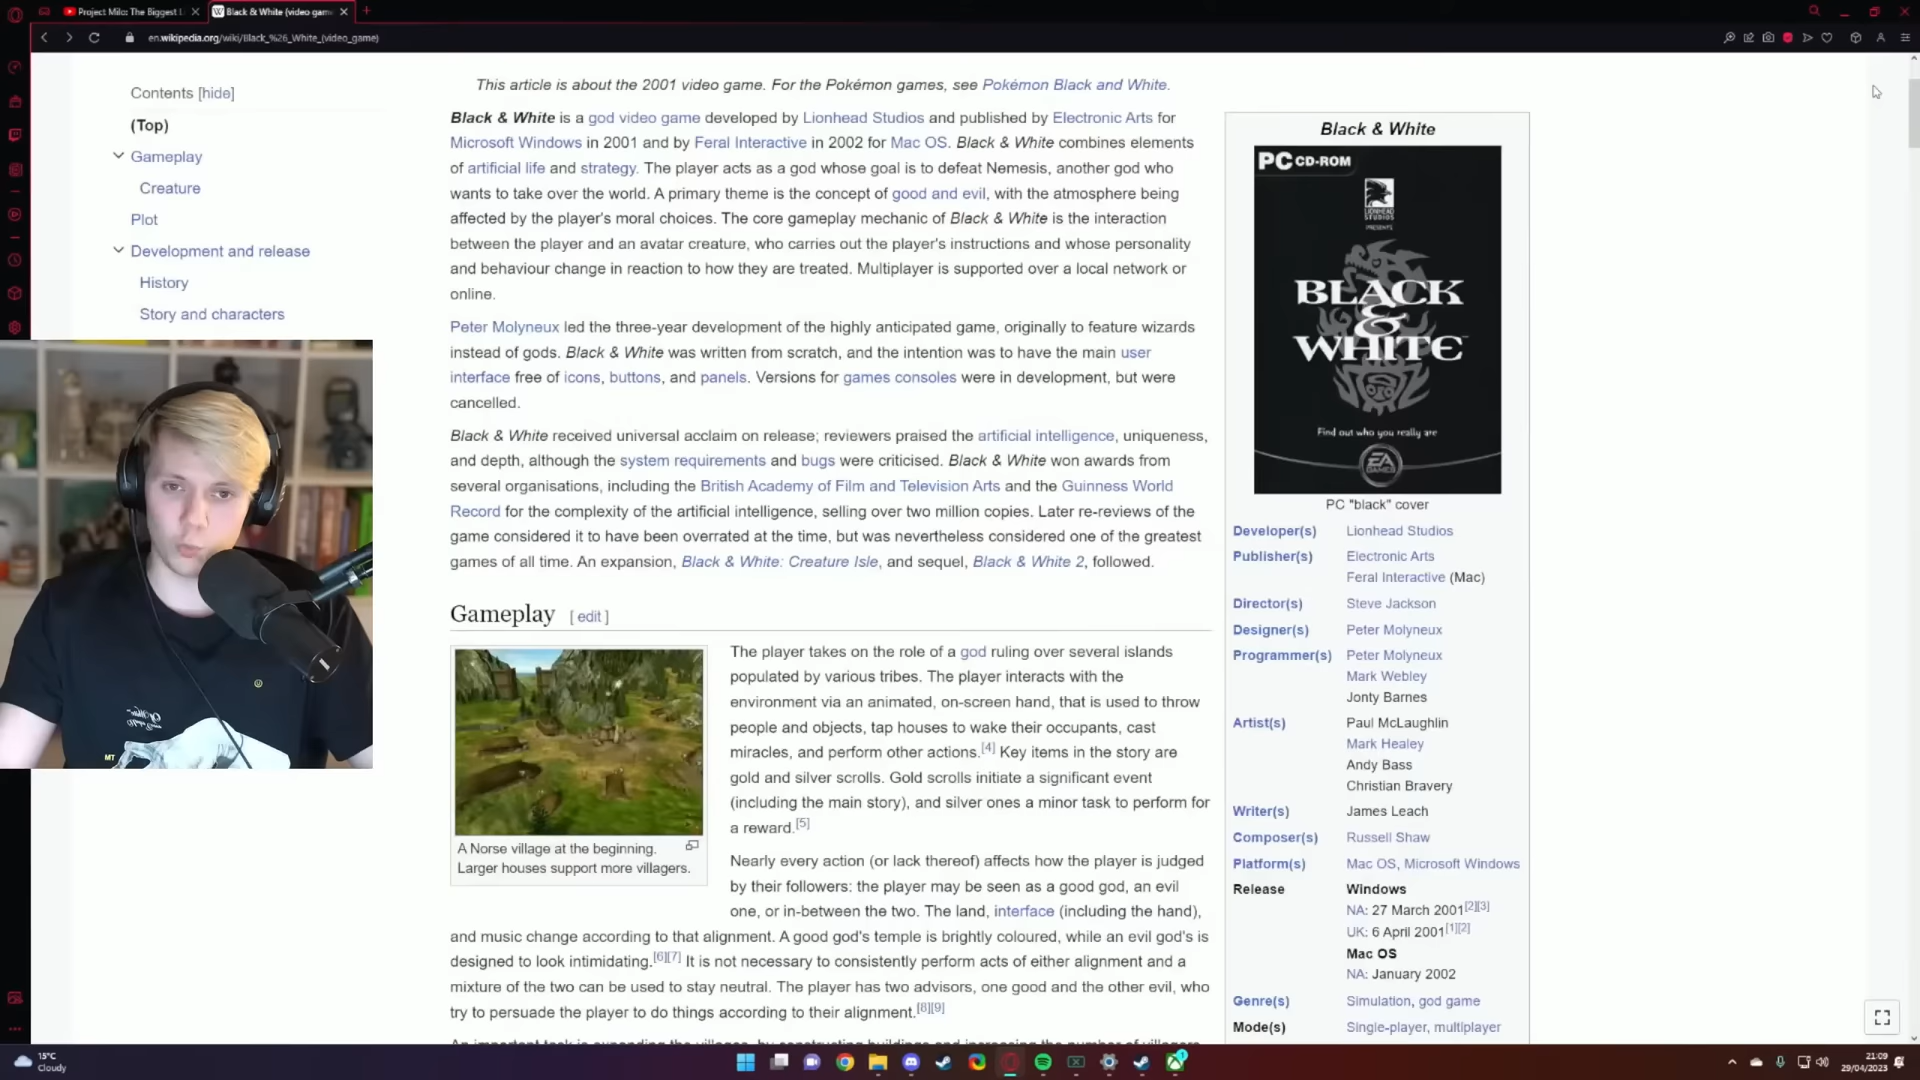 Project Milo: The Biggest L
Black & White (video gam
en.wikipedia.org/wiki/Black_%26_White_(video_game)
Contents [hide]
(Top)
Gameplay
Creature
Plot
Development and release
History
Story and characters
This article is about the 2001 video game. For the Pokémon games, see Pokémon Black and White.
Black & White is a god video game developed by Lionhead Studios and published by Electronic Arts for
Microsoft Windows in 2001 and by Feral Interactive in 2002 for Mac OS. Black & White combines elements
of artificial life and strategy. The player acts as a god whose goal is to defeat Nemesis, another god who
wants to take over the world. A primary theme is the concept of good and evil, with the atmosphere being
affected by the player's moral choices. The core gameplay mechanic of Black & White is the interaction
between the player and an avatar creature, who carries out the player's instructions and whose personality
and behaviour change in reaction to how they are treated. Multiplayer is supported over a local network or
online.
Peter Molyneux led the three-year development of the highly anticipated game, originally to feature wizards
instead of gods. Black & White was written from scratch, and the intention was to have the main user
interface free of icons, buttons, and panels. Versions for games consoles were in development, but were
cancelled.
Black & White received universal acclaim on release; reviewers praised the artificial intelligence, uniqueness,
and depth, although the system requirements and bugs were criticised. Black & White won awards from
several organisations, including the British Academy of Film and Television Arts and the Guinness World
Record for the complexity of the artificial intelligence, selling over two million copies. Later re-reviews of the
game considered it to have been overrated at the time, but was nevertheless considered one of the greatest
games of all time. An expansion, Black & White: Creature Isle, and sequel, Black & White 2, followed.
Gameplay [ edit ]
A Norse village at the beginning.
Larger houses support more villagers.
The player takes on the role of a god ruling over several islands
populated by various tribes. The player interacts with the
environment via an animated, on-screen hand, that is used to throw
people and objects, tap houses to wake their occupants, cast
miracles, and perform other actions.[4] Key items in the story are
gold and silver scrolls. Gold scrolls initiate a significant event
(including the main story), and silver ones a minor task to perform for
a reward.[5]
Nearly every action (or lack thereof) affects how the player is judged
by their followers: the player may be seen as a good god, an evil
one, or in-between the two. The land, interface (including the hand),
and music change according to that alignment. A good god's temple is brightly coloured, while an evil god's is
designed to look intimidating.[6][7] It is not necessary to consistently perform acts of either alignment and a
mixture of the two can be used to stay neutral. The player has two advisors, one good and the other evil, who
try to persuade the player to do things according to their alignment.[8][9]
Black & White
PC CD-ROM
LIONHEAD
STUDIOS
PRESENTS
BLACK
&
WHITE™
Find out who you really are
EA
GAMES
PC "black" cover
Developer(s) Lionhead Studios
Publisher(s) Electronic Arts
Feral Interactive (Mac)
Director(s) Steve Jackson
Designer(s) Peter Molyneux
Programmer(s) Peter Molyneux
Mark Webley
Jonty Barnes
Artist(s) Paul McLaughlin
Mark Healey
Andy Bass
Christian Bravery
Writer(s) James Leach
Composer(s) Russell Shaw
Platform(s) Mac OS, Microsoft Windows
Release Windows
NA: 27 March 2001[2][3]
UK: 6 April 2001[1][2]
Mac OS
NA: January 2002
Genre(s) Simulation, god game
Mode(s) Single-player, multiplayer
MT
15°C
Cloudy
21:09
29/04/2023